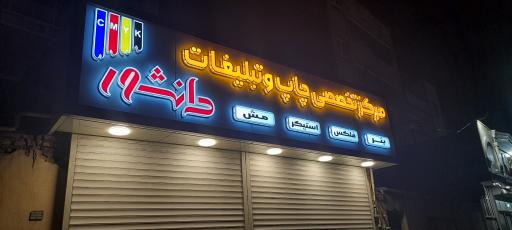 CMYK
مرکز تخصصی چاپ و تبلیغات
دانشور
بنر فلکس استیکر مش